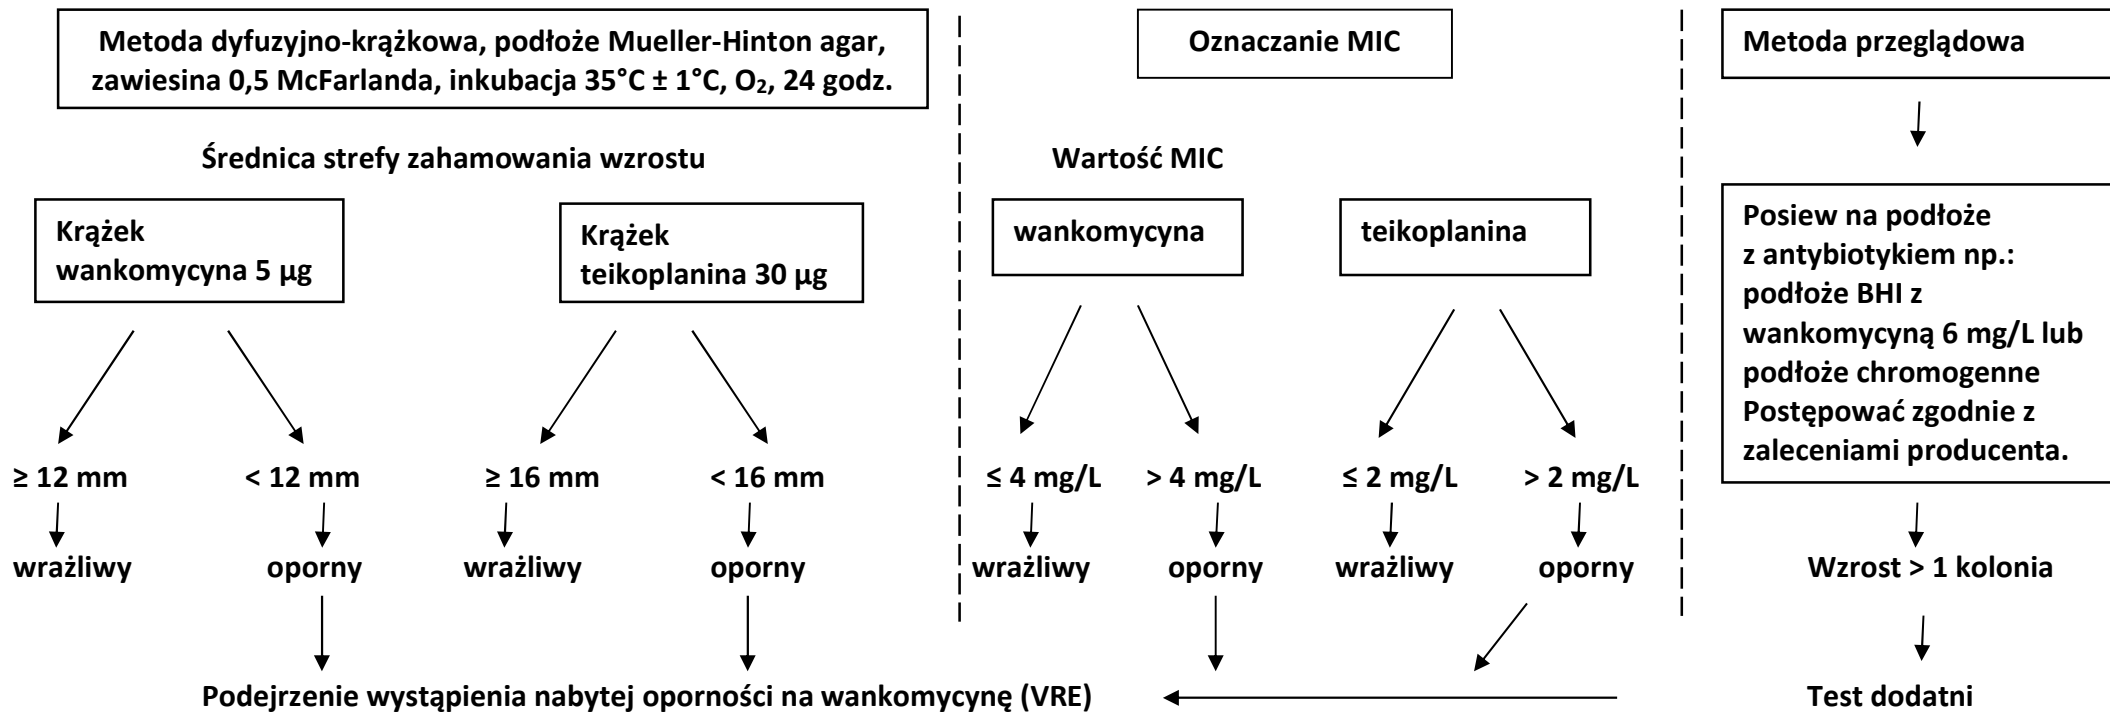 Metoda dyfuzyjno-krążkowa, podłoże Mueller-Hinton agar,
zawiesina 0,5 McFarlanda, inkubacja 35°C ± 1°C, O₂, 24 godz.
Średnica strefy zahamowania wzrostu
Krążek
wankomycyna 5 µg
Krążek
teikoplanina 30 µg
≥ 12 mm
< 12 mm
≥ 16 mm
< 16 mm
wrażliwy
oporny
wrażliwy
oporny
Oznaczanie MIC
Wartość MIC
wankomycyna
teikoplanina
≤ 4 mg/L
> 4 mg/L
≤ 2 mg/L
> 2 mg/L
wrażliwy
oporny
wrażliwy
oporny
Metoda przeglądowa
Posiew na podłoże
z antybiotykiem np.:
podłoże BHI z
wankomycyną 6 mg/L lub
podłoże chromogenne
Postępować zgodnie z
zaleceniami producenta.
Wzrost > 1 kolonia
Test dodatni
Podejrzenie wystąpienia nabytej oporności na wankomycynę (VRE)